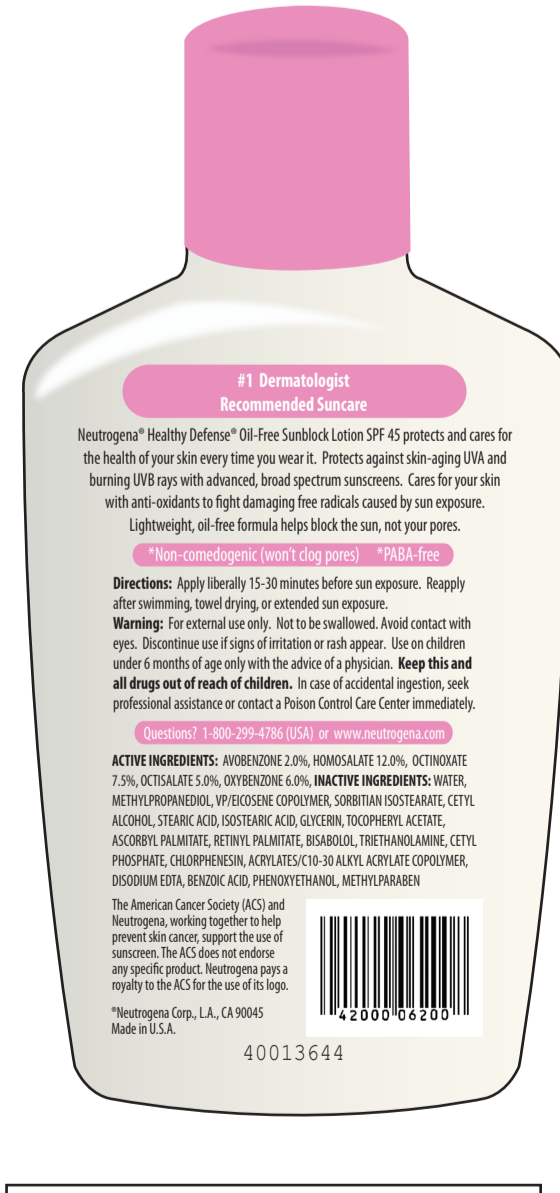 #1 Dermatologist
Recommended Suncare
Neutrogena® Healthy Defense® Oil-Free Sunblock Lotion SPF 45 protects and cares for
the health of your skin every time you wear it. Protects against skin-aging UVA and
burning UVB rays with advanced, broad spectrum sunscreens. Cares for your skin
with anti-oxidants to fight damaging free radicals caused by sun exposure.
Lightweight, oil-free formula helps block the sun, not your pores.
*Non-comedogenic (won't clog pores) *PABA-free
Directions: Apply liberally 15-30 minutes before sun exposure. Reapply
after swimming, towel drying, or extended sun exposure.
Warning: For external use only. Not to be swallowed. Avoid contact with
eyes. Discontinue use if signs of irritation or rash appear. Use on children
under 6 months of age only with the advice of a physician. Keep this and
all drugs out of reach of children. In case of accidental ingestion, seek
professional assistance or contact a Poison Control Care Center immediately.
Questions? 1-800-299-4786 (USA) or www.neutrogena.com
ACTIVE INGREDIENTS: AVOBENZONE 2.0%, HOMOSALATE 12.0%, OCTINOXATE
7.5%, OCTISALATE 5.0%, OXYBENZONE 6.0%, INACTIVE INGREDIENTS: WATER,
METHYLPROPANEDIOL, VP/EICOSENE COPOLYMER, SORBITIAN ISOSTEARATE, CETYL
ALCOHOL, STEARIC ACID, ISOSTEARIC ACID, GLYCERIN, TOCOPHERYL ACETATE,
ASCORBYL PALMITATE, RETINYL PALMITATE, BISABOLOL, TRIETHANOLAMINE, CETYL
PHOSPHATE, CHLORPHENESIN, ACRYLATES/C10-30 ALKYL ACRYLATE COPOLYMER,
DISODIUM EDTA, BENZOIC ACID, PHENOXYETHANOL, METHYLPARABEN
The American Cancer Society (ACS) and
Neutrogena, working together to help
prevent skin cancer, support the use of
sunscreen. The ACS does not endorse
any specific product. Neutrogena pays a
royalty to the ACS for the use of its logo.
®Neutrogena Corp., L.A., CA 90045
Made in U.S.A.
42000 06200
40013644